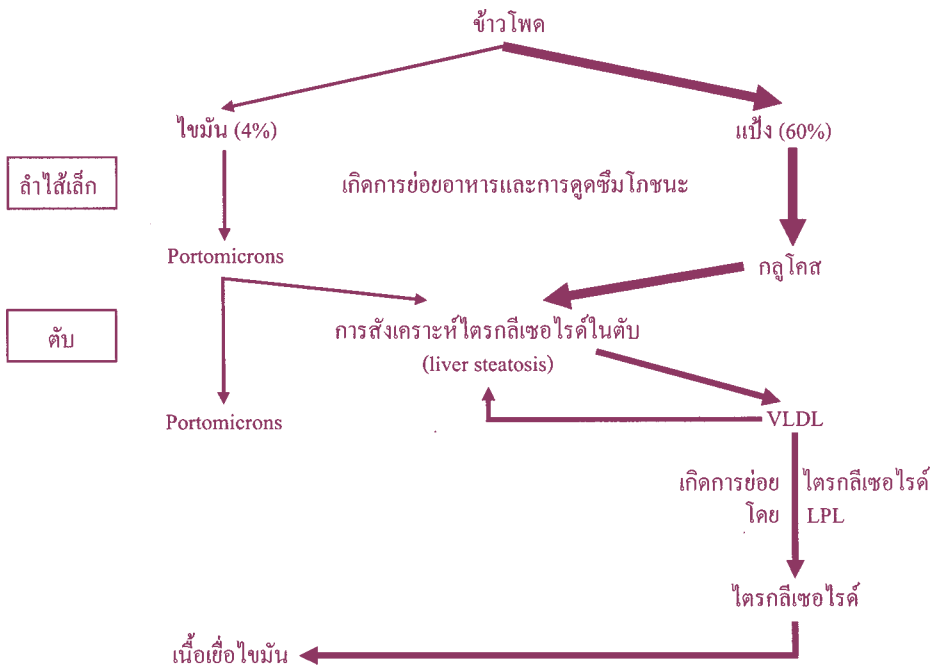 ข้าวโพด
ไขมัน (4%)
แป้ง (60%)
ลำไส้เล็ก
เกิดการย่อยอาหารและการดูดซึมโภชนะ
Portomicrons
กลูโคส
ตับ
การสังเคราะห์ไตรกลีเซอไรด์ในตับ
(liver steatosis)
Portomicrons
VLDL
เกิดการย่อย ไตรกลีเซอไรด์
โดย LPL
ไตรกลีเซอไรด์
เนื้อเยื่อไขมัน